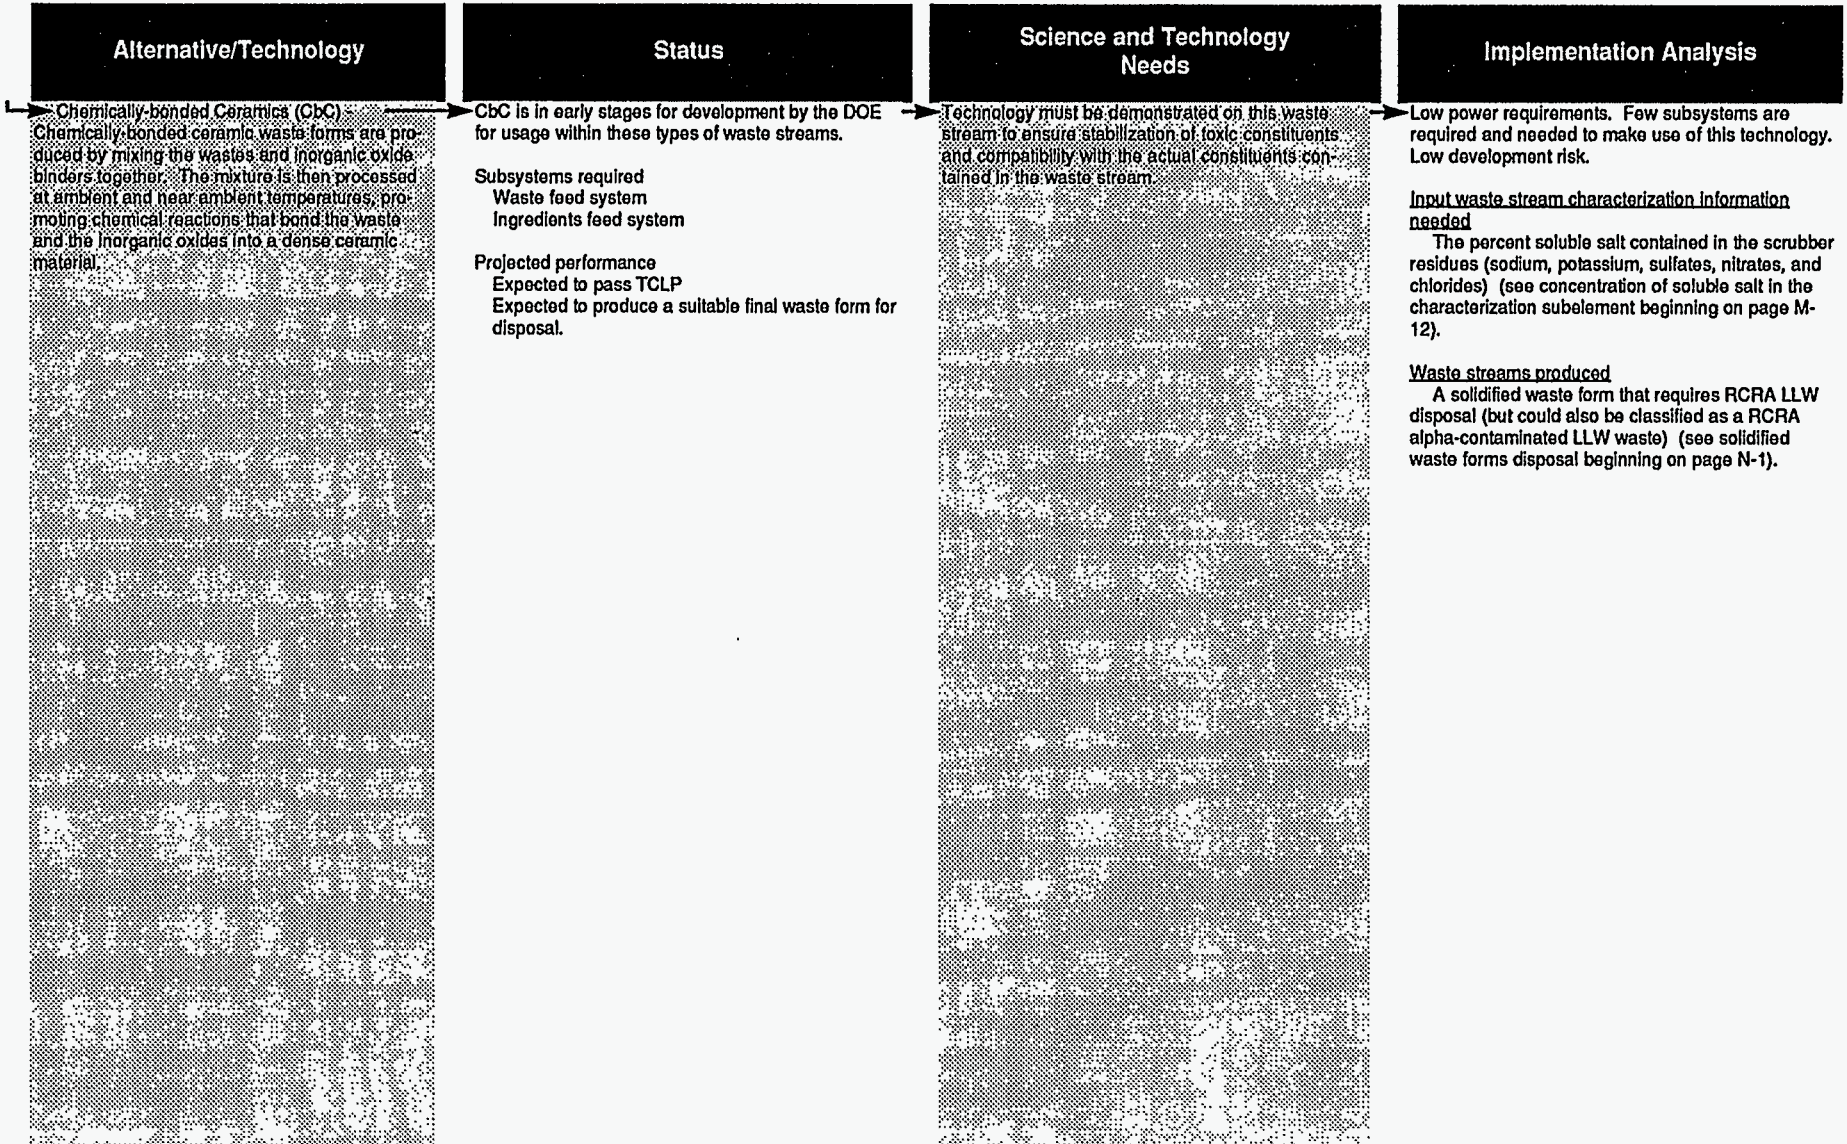 Alternative/Technology
Status
Science and Technology
Needs
Implementation Analysis
Chemically-bonded Ceramics (CbC) -
Chemically-bonded ceramic waste forms are pro-
duced by mixing the wastes and inorganic oxide
binders together. The mixture is then processed
at ambient and near ambient temperatures, pro-
moting chemical reactions that bond the waste
and the inorganic oxides into a dense ceramic
material.
CbC is in early stages for development by the DOE
for usage within these types of waste streams.
Subsystems required
Waste feed system
Ingredients feed system
Projected performance
Expected to pass TCLP
Expected to produce a suitable final waste form for
disposal.
Technology must be demonstrated on this waste
stream to ensure stabilization of toxic constituents
and compatibility with the actual constituents con-
tained in the waste stream.
Low power requirements. Few subsystems are
required and needed to make use of this technology.
Low development risk.
Input waste stream characterization information
needed
The percent soluble salt contained in the scrubber
residues (sodium, potassium, sulfates, nitrates, and
chlorides) (see concentration of soluble salt in the
characterization subelement beginning on page M-
12).
Waste streams produced
A solidified waste form that requires RCRA LLW
disposal (but could also be classified as a RCRA
alpha-contaminated LLW waste) (see solidified
waste forms disposal beginning on page N-1).